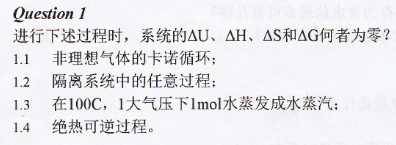 Question 1
进行下述过程时，系统的ΔU、ΔH、ΔS和ΔG何者为零？
1.1 非理想气体的卡诺循环；
1.2 隔离系统中的任意过程；
1.3 在100C，1大气压下1mol水蒸发成水蒸汽；
1.4 绝热可逆过程。